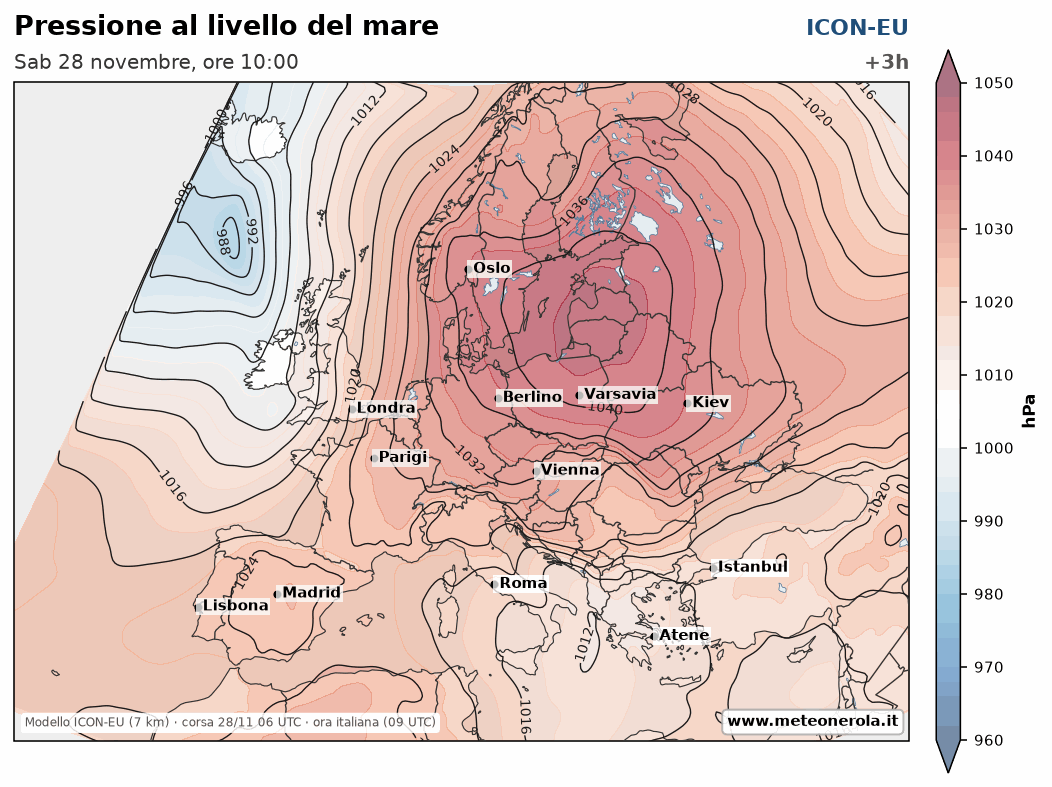 Pressione al livello del mare
ICON-EU
Sab 28 novembre, ore 10:00
+3h
1000
1012
1016
1028
1020
1024
996
992
988
1036
Oslo
1020
Londra
Berlino
Varsavia
1040
Kiev
Parigi
1032
Vienna
1016
1020
1024
Madrid
Lisbona
Roma
Istanbul
Atene
1012
1016
Modello ICON-EU (7 km) · corsa 28/11 06 UTC · ora italiana (09 UTC)
www.meteonerola.it
1050
1040
1030
1020
1010
1000
990
980
970
960
hPa